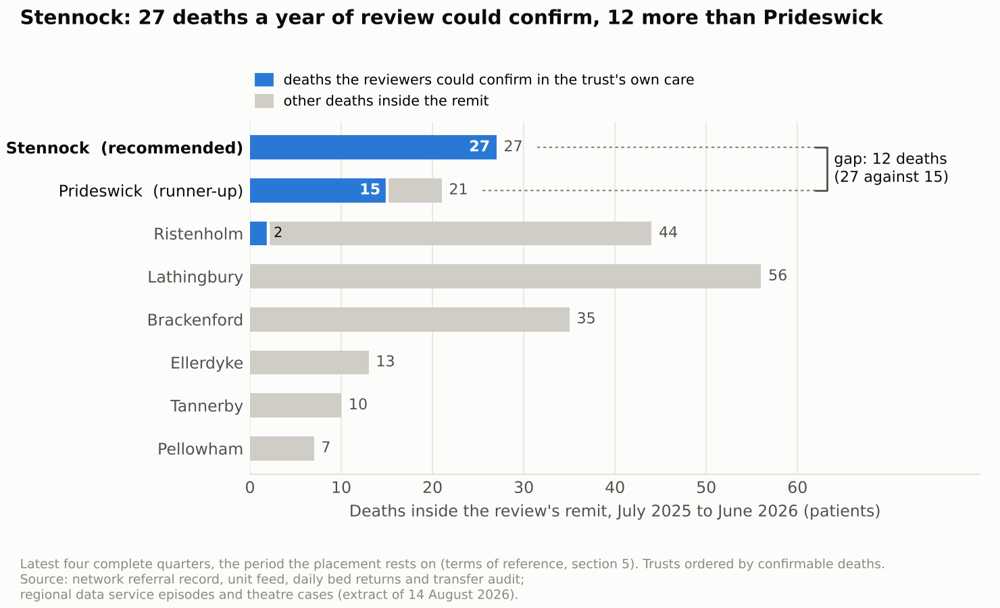 Stennock: 27 deaths a year of review could confirm, 12 more than Prideswick
deaths the reviewers could confirm in the trust's own care
other deaths inside the remit
Stennock (recommended) 27 27
gap: 12 deaths
(27 against 15)
Prideswick (runner-up) 15 21
Ristenholm 2 44
Lathingbury 56
Brackenford 35
Ellerdyke 13
Tannerby 10
Pellowham 7
0 10 20 30 40 50 60
Deaths inside the review's remit, July 2025 to June 2026 (patients)
Latest four complete quarters, the period the placement rests on (terms of reference, section 5). Trusts ordered by confirmable deaths.
Source: network referral record, unit feed, daily bed returns and transfer audit;
regional data service episodes and theatre cases (extract of 14 August 2026).